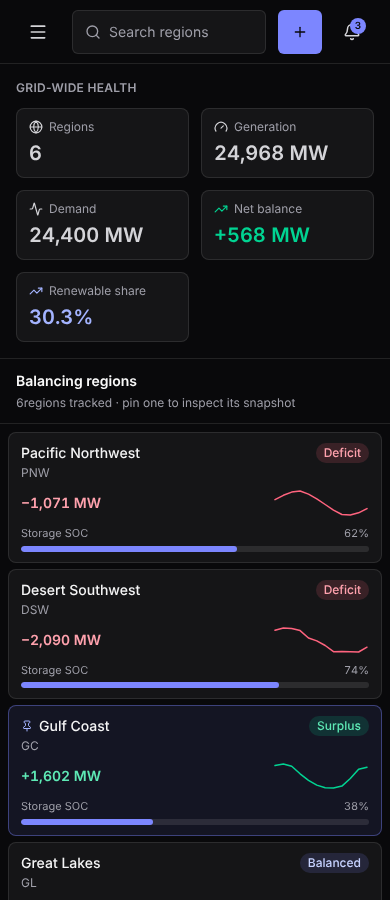 Search regions
3
GRID-WIDE HEALTH
Regions
6
Generation
24,968 MW
Demand
24,400 MW
Net balance
+568 MW
Renewable share
30.3%
Balancing regions
6regions tracked · pin one to inspect its snapshot
Pacific Northwest
Deficit
PNW
−1,071 MW
Storage SOC
62%
Desert Southwest
Deficit
DSW
−2,090 MW
Storage SOC
74%
Gulf Coast
Surplus
GC
+1,602 MW
Storage SOC
38%
Great Lakes
Balanced
GL